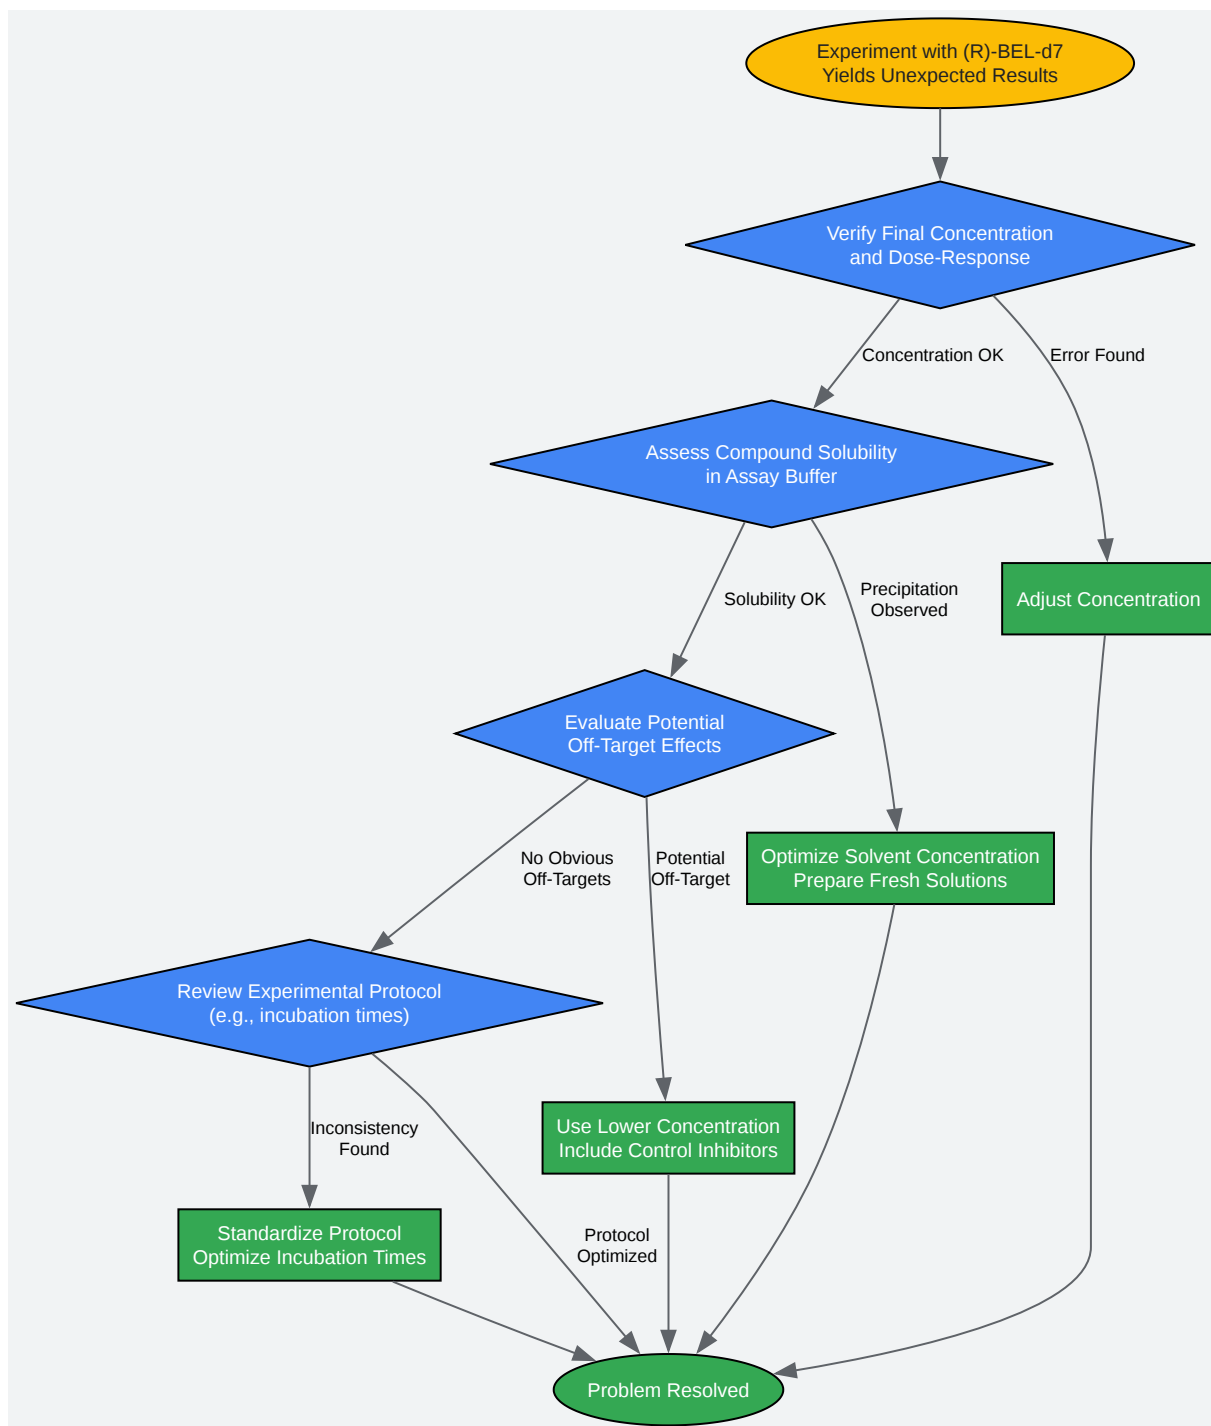 Experiment with (R)-BEL-d7
Yields Unexpected Results
Verify Final Concentration
and Dose-Response
Concentration OK
Error Found
Assess Compound Solubility
in Assay Buffer
Solubility OK
Precipitation
Observed
Adjust Concentration
Evaluate Potential
Off-Target Effects
No Obvious
Off-Targets
Potential
Off-Target
Optimize Solvent Concentration
Prepare Fresh Solutions
Review Experimental Protocol
(e.g., incubation times)
Inconsistency
Found
Use Lower Concentration
Include Control Inhibitors
Standardize Protocol
Optimize Incubation Times
Protocol
Optimized
Problem Resolved